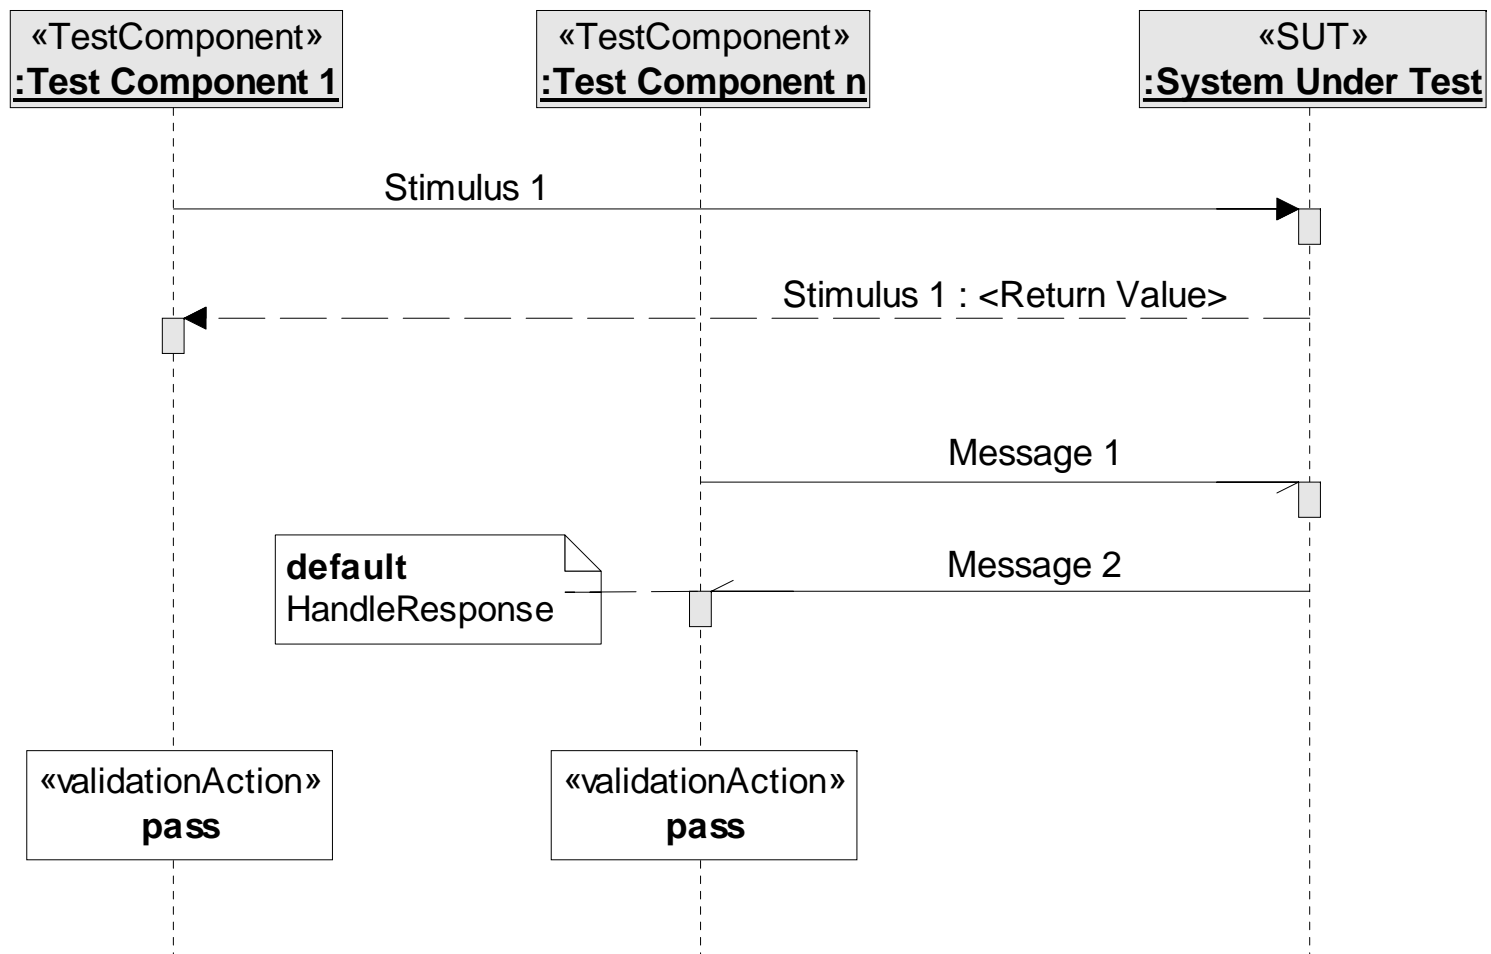 «TestComponent»
:Test Component 1
«TestComponent»
:Test Component n
«SUT»
:System Under Test
Stimulus 1
Stimulus 1 : <Return Value>
Message 1
Message 2
default
HandleResponse
«validationAction»
pass
«validationAction»
pass